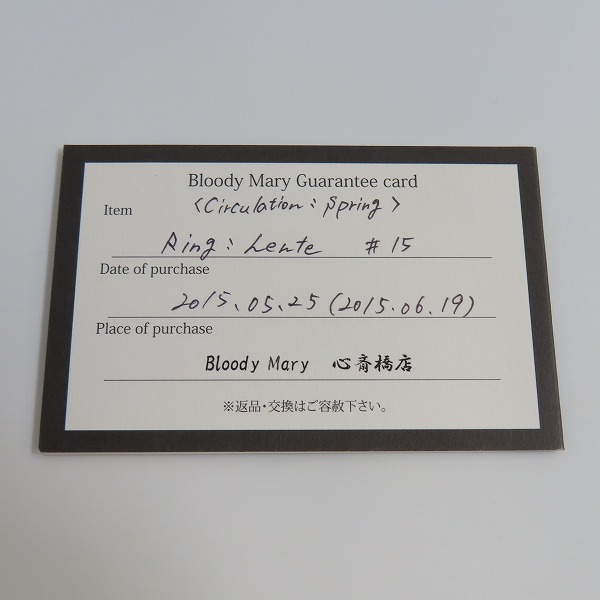 Bloody Mary Guarantee card
Item 〈Circulation : Spring〉
Ring : Lente #15
Date of purchase
2015.05.25 (2015.06.19)
Place of purchase
Bloody Mary 心斎橋店
※返品・交換はご容赦下さい。